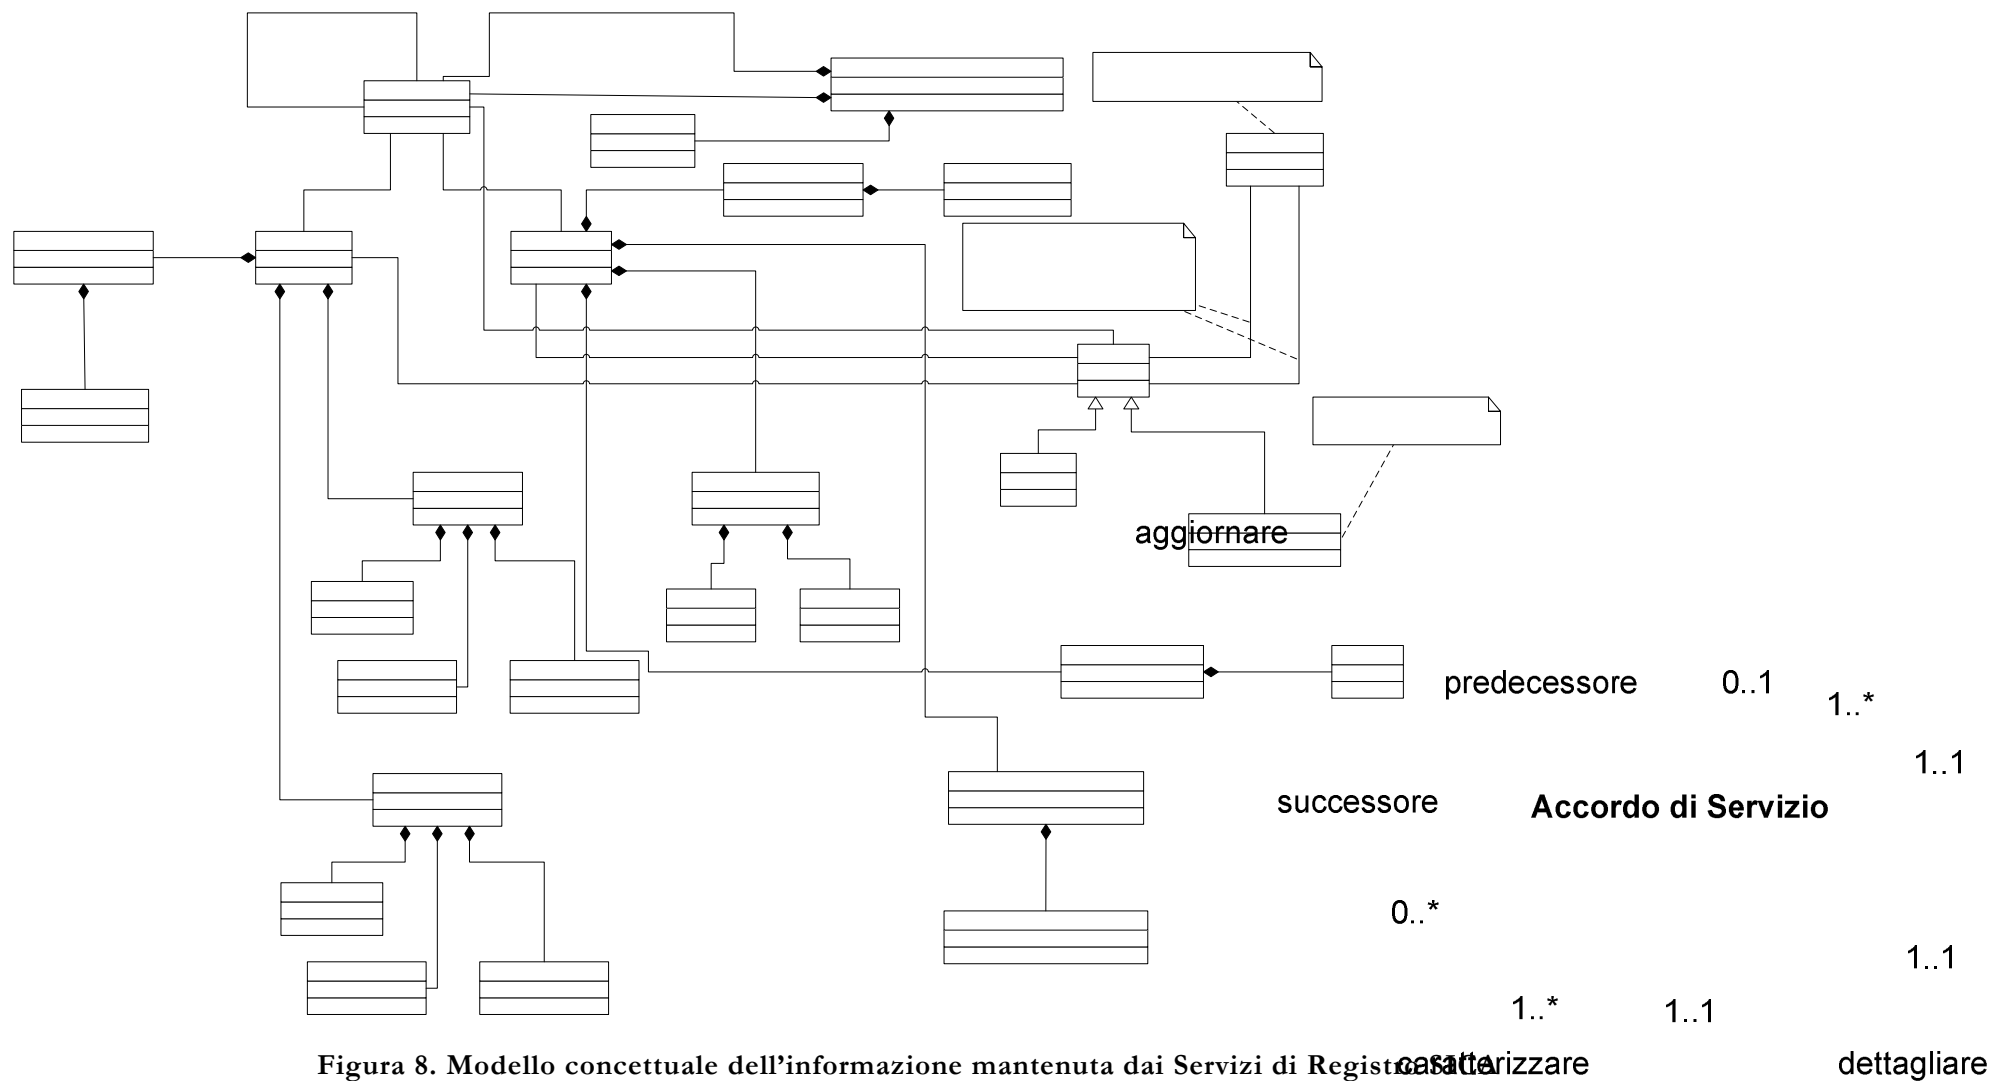 aggiornare
predecessore
0..1
1..*
1..1
successore
Accordo di Servizio
0..*
1..1
1..*
1..1
Figura 8. Modello concettuale dell’informazione mantenuta dai Servizi di Registro SICA
caratterizzare
dettagliare